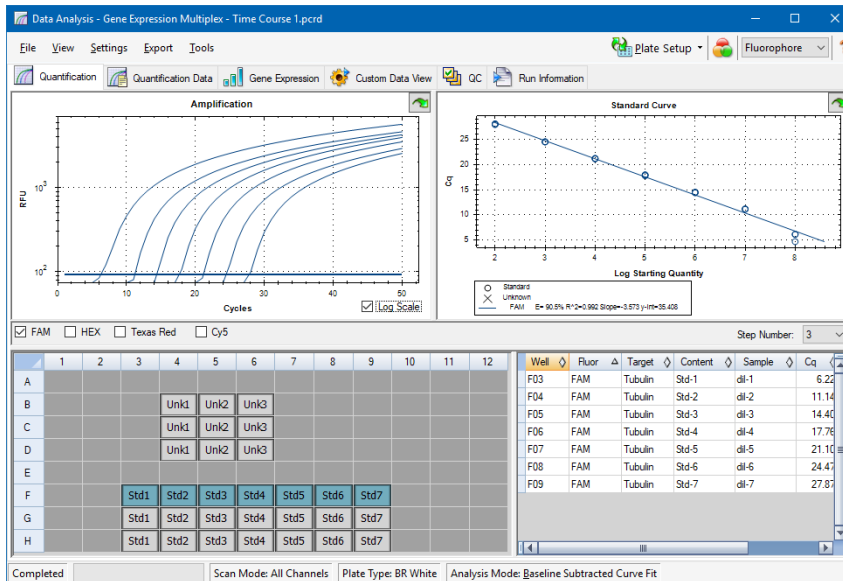 Data Analysis - Gene Expression Multiplex - Time Course 1.pcrd
File View Settings Export Tools
Plate Setup Fluorophore
Quantification Quantification Data Gene Expression Custom Data View QC Run Information
Amplification
10³
10²
RFU
0 10 20 30 40 50
Cycles
Log Scale
Standard Curve
25
20
15
10
5
Cq
2 3 4 5 6 7 8
Log Starting Quantity
Standard
Unknown
FAM E= 90.5% R^2=0.992 Slope=-3.573 y-int=35.408
FAM HEX Texas Red Cy5
Step Number: 3
1 2 3 4 5 6 7 8 9 10 11 12
A
B Unk1 Unk2 Unk3
C Unk1 Unk2 Unk3
D Unk1 Unk2 Unk3
E
F Std1 Std2 Std3 Std4 Std5 Std6 Std7
G Std1 Std2 Std3 Std4 Std5 Std6 Std7
H Std1 Std2 Std3 Std4 Std5 Std6 Std7
Well Fluor Target Content Sample Cq
F03 FAM Tubulin Std-1 dil-1 6.22
F04 FAM Tubulin Std-2 dil-2 11.14
F05 FAM Tubulin Std-3 dil-3 14.40
F06 FAM Tubulin Std-4 dil-4 17.76
F07 FAM Tubulin Std-5 dil-5 21.10
F08 FAM Tubulin Std-6 dil-6 24.47
F09 FAM Tubulin Std-7 dil-7 27.87
Completed Scan Mode: All Channels Plate Type: BR White Analysis Mode: Baseline Subtracted Curve Fit